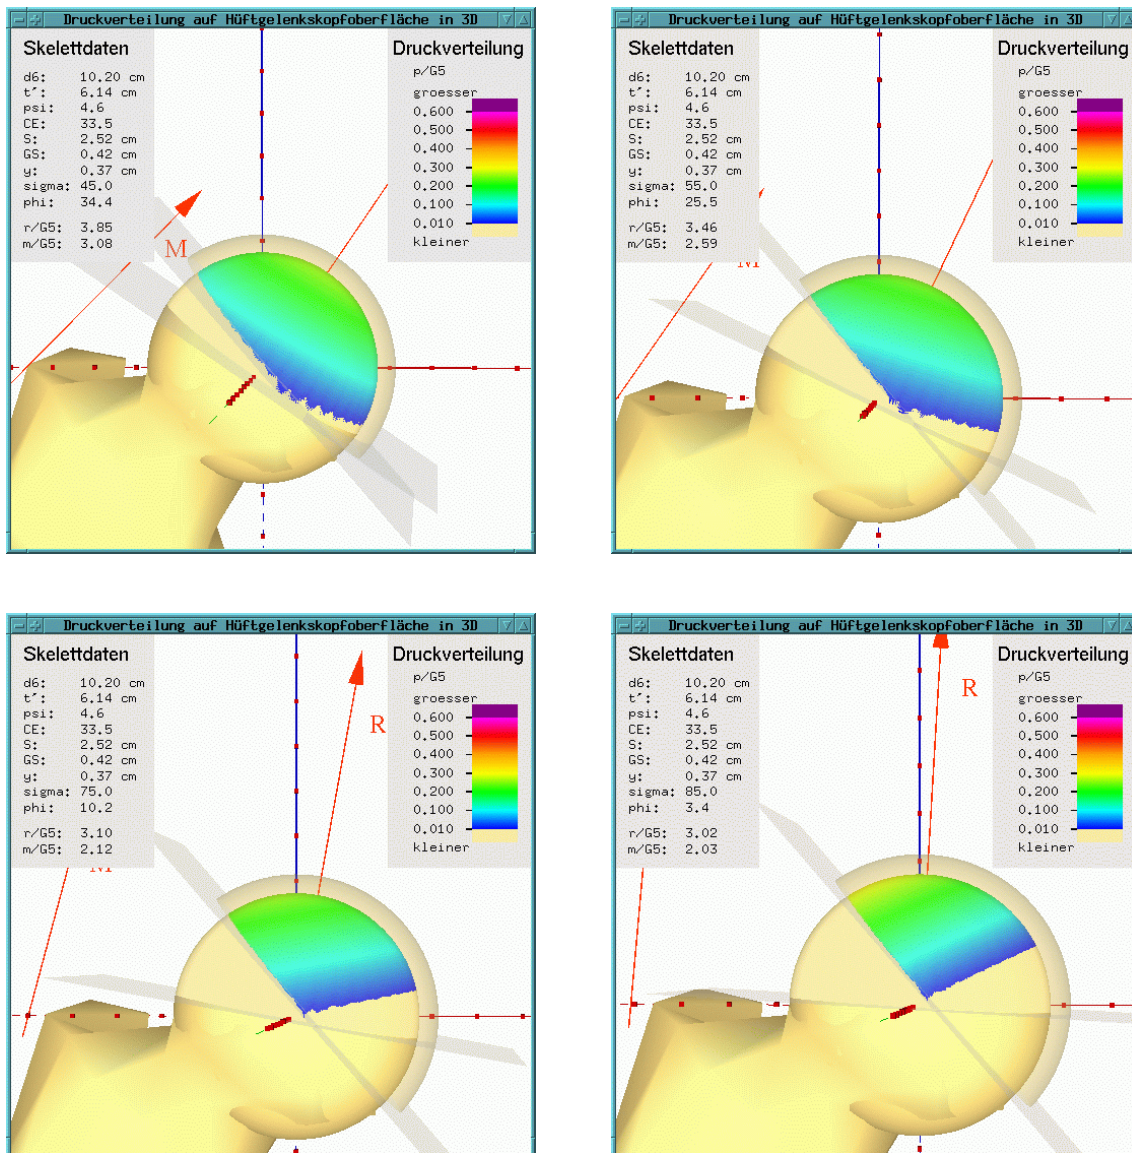 Druckverteilung auf Hüftgelenkskopfoberfläche in 3D
Skelettdaten
d6: 10.20 cm
t´: 6.14 cm
psi: 4.6
CE: 33.5
S: 2.52 cm
GS: 0.42 cm
y: 0.37 cm
sigma: 45.0
phi: 34.4
r/G5: 3.85
m/G5: 3.08
Druckverteilung
p/G5
groesser
0.600
0.500
0.400
0.300
0.200
0.100
0.010
kleiner
M
Druckverteilung auf Hüftgelenkskopfoberfläche in 3D
Skelettdaten
d6: 10.20 cm
t´: 6.14 cm
psi: 4.6
CE: 33.5
S: 2.52 cm
GS: 0.42 cm
y: 0.37 cm
sigma: 55.0
phi: 25.5
r/G5: 3.46
m/G5: 2.59
Druckverteilung
p/G5
groesser
0.600
0.500
0.400
0.300
0.200
0.100
0.010
kleiner
M
Druckverteilung auf Hüftgelenkskopfoberfläche in 3D
Skelettdaten
d6: 10.20 cm
t´: 6.14 cm
psi: 4.6
CE: 33.5
S: 2.52 cm
GS: 0.42 cm
y: 0.37 cm
sigma: 75.0
phi: 10.2
r/G5: 3.10
m/G5: 2.12
Druckverteilung
p/G5
groesser
0.600
0.500
0.400
0.300
0.200
0.100
0.010
kleiner
R
M
Druckverteilung auf Hüftgelenkskopfoberfläche in 3D
Skelettdaten
d6: 10.20 cm
t´: 6.14 cm
psi: 4.6
CE: 33.5
S: 2.52 cm
GS: 0.42 cm
y: 0.37 cm
sigma: 85.0
phi: 3.4
r/G5: 3.02
m/G5: 2.03
Druckverteilung
p/G5
groesser
0.600
0.500
0.400
0.300
0.200
0.100
0.010
kleiner
R